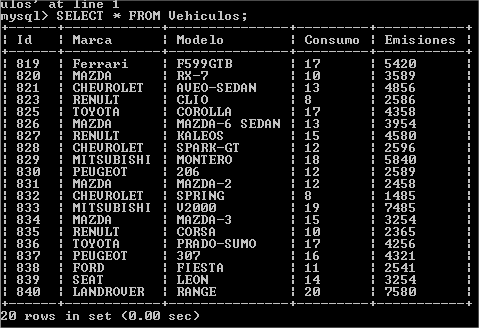 ulos' at line 1
mysql> SELECT * FROM Vehiculos;
+-----+------------+---------------+---------+-----------+
| Id | Marca | Modelo | Consumo | Emisiones |
+-----+------------+---------------+---------+-----------+
| 819 | Ferrari | F599GTB | 17 | 5420 |
| 820 | MAZDA | RX-7 | 10 | 3589 |
| 821 | CHEVROLET | AVEO-SEDAN | 13 | 4856 |
| 823 | RENULT | CLIO | 8 | 2586 |
| 825 | TOYOTA | COROLLA | 17 | 4358 |
| 826 | MAZDA | MAZDA-6 SEDAN | 13 | 3954 |
| 827 | RENULT | KALEOS | 15 | 4580 |
| 828 | CHEVROLET | SPARK-GT | 12 | 2596 |
| 829 | MITSUBISHI | MONTERO | 18 | 5840 |
| 830 | PEUGEOT | 206 | 12 | 2589 |
| 831 | MAZDA | MAZDA-2 | 12 | 2458 |
| 832 | CHEVROLET | SPRING | 8 | 1485 |
| 833 | MITSUBISHI | V2000 | 19 | 7485 |
| 834 | MAZDA | MAZDA-3 | 15 | 3254 |
| 835 | RENULT | CORSA | 10 | 2365 |
| 836 | TOYOTA | PRADO-SUMO | 17 | 4256 |
| 837 | PEUGEOT | 307 | 16 | 4321 |
| 838 | FORD | FIESTA | 11 | 2541 |
| 839 | SEAT | LEON | 14 | 3254 |
| 840 | LANDROVER | RANGE | 20 | 7580 |
+-----+------------+---------------+---------+-----------+
20 rows in set (0.00 sec)